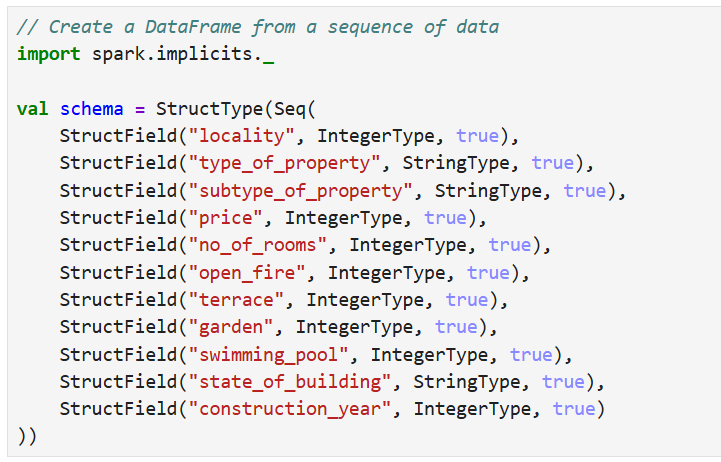 // Create a DataFrame from a sequence of data
import spark.implicits._
val schema = StructType(Seq(
    StructField("locality", IntegerType, true),
    StructField("type_of_property", StringType, true),
    StructField("subtype_of_property", StringType, true),
    StructField("price", IntegerType, true),
    StructField("no_of_rooms", IntegerType, true),
    StructField("open_fire", IntegerType, true),
    StructField("terrace", IntegerType, true),
    StructField("garden", IntegerType, true),
    StructField("swimming_pool", IntegerType, true),
    StructField("state_of_building", StringType, true),
    StructField("construction_year", IntegerType, true)
))